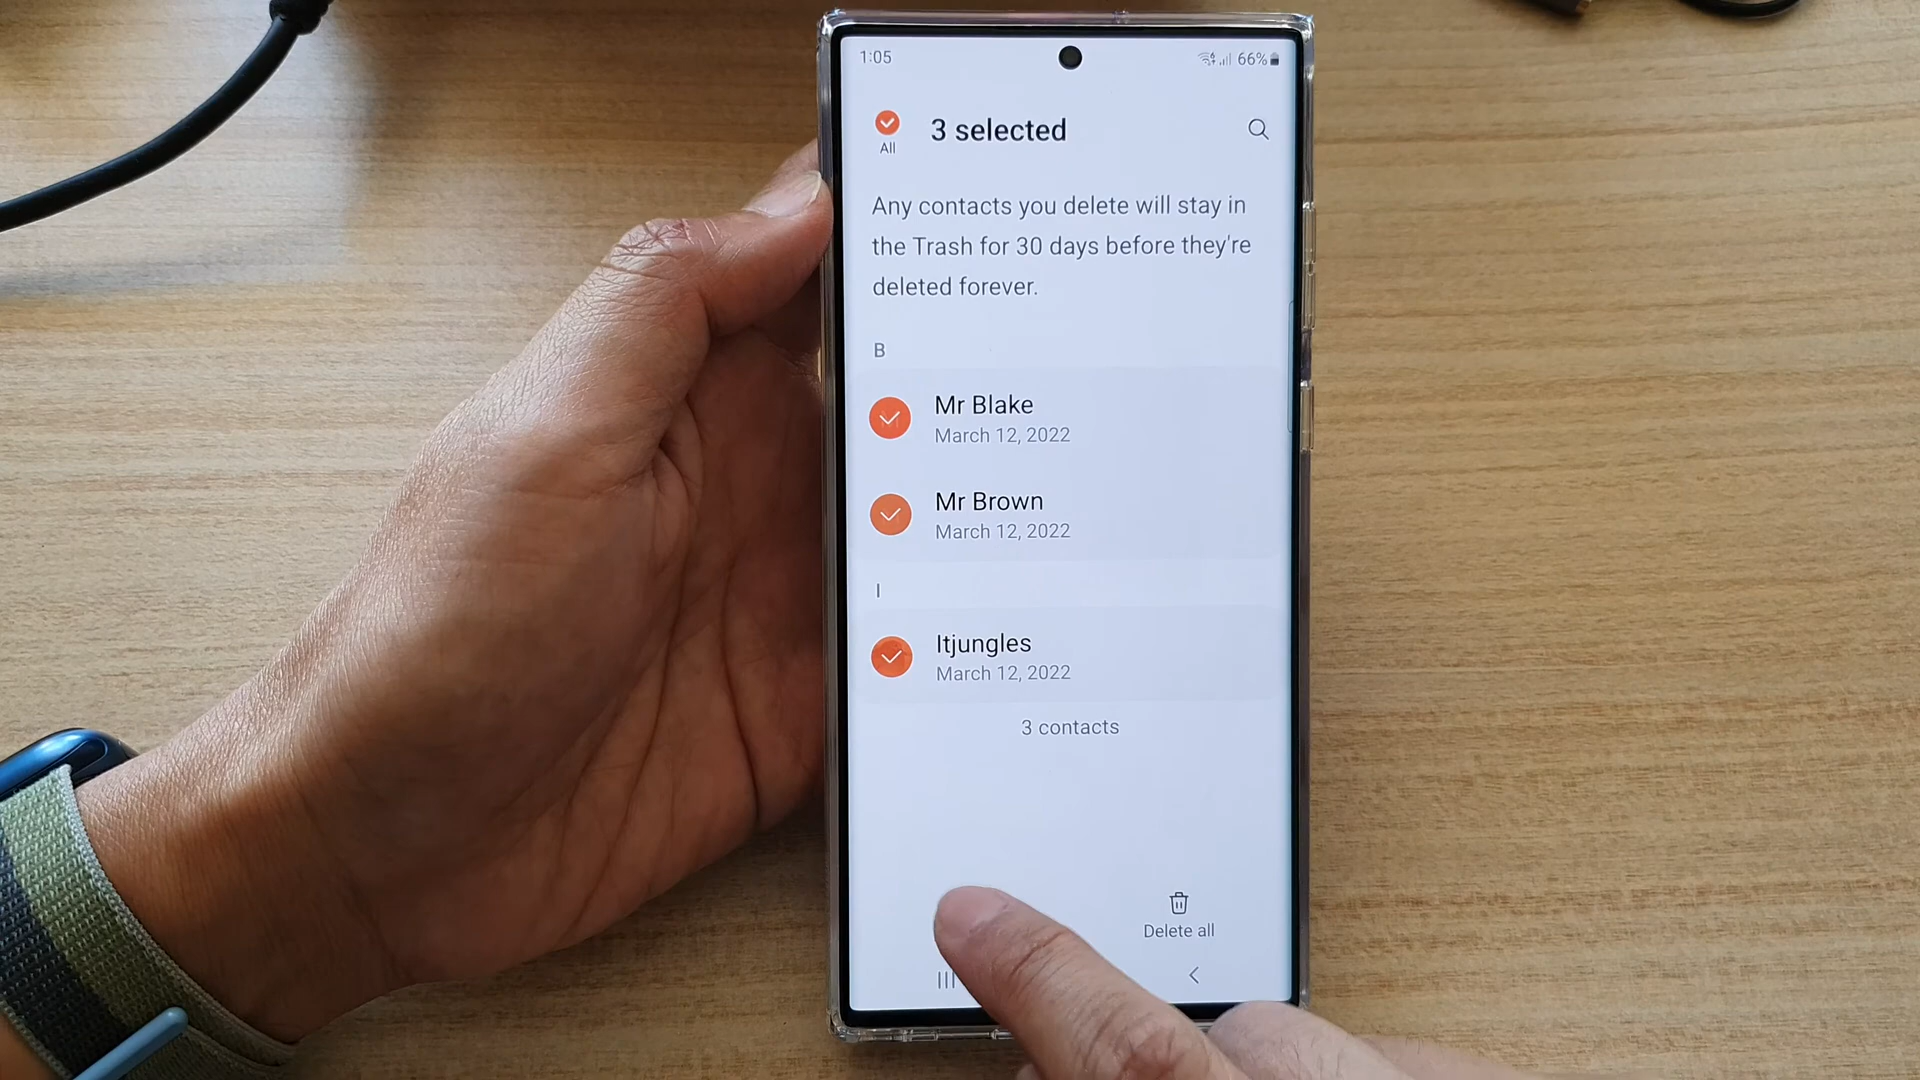 1:05
66%
3 selected
All
Any contacts you delete will stay in
the Trash for 30 days before they're
deleted forever.
B
Mr Blake
March 12, 2022
Mr Brown
March 12, 2022
I
Itjungles
March 12, 2022
3 contacts
Delete all